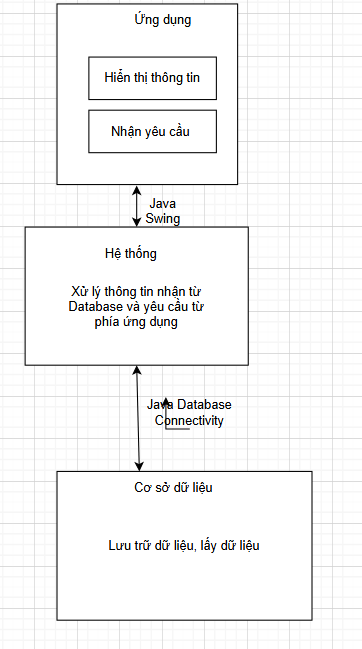 Ứng dụng
Hiển thị thông tin
Nhận yêu cầu
Java
Swing
Hệ thống
Xử lý thông tin nhận từ
Database và yêu cầu từ
phía ứng dụng
Java Database
Connectivity
Cơ sở dữ liệu
Lưu trữ dữ liệu, lấy dữ liệu